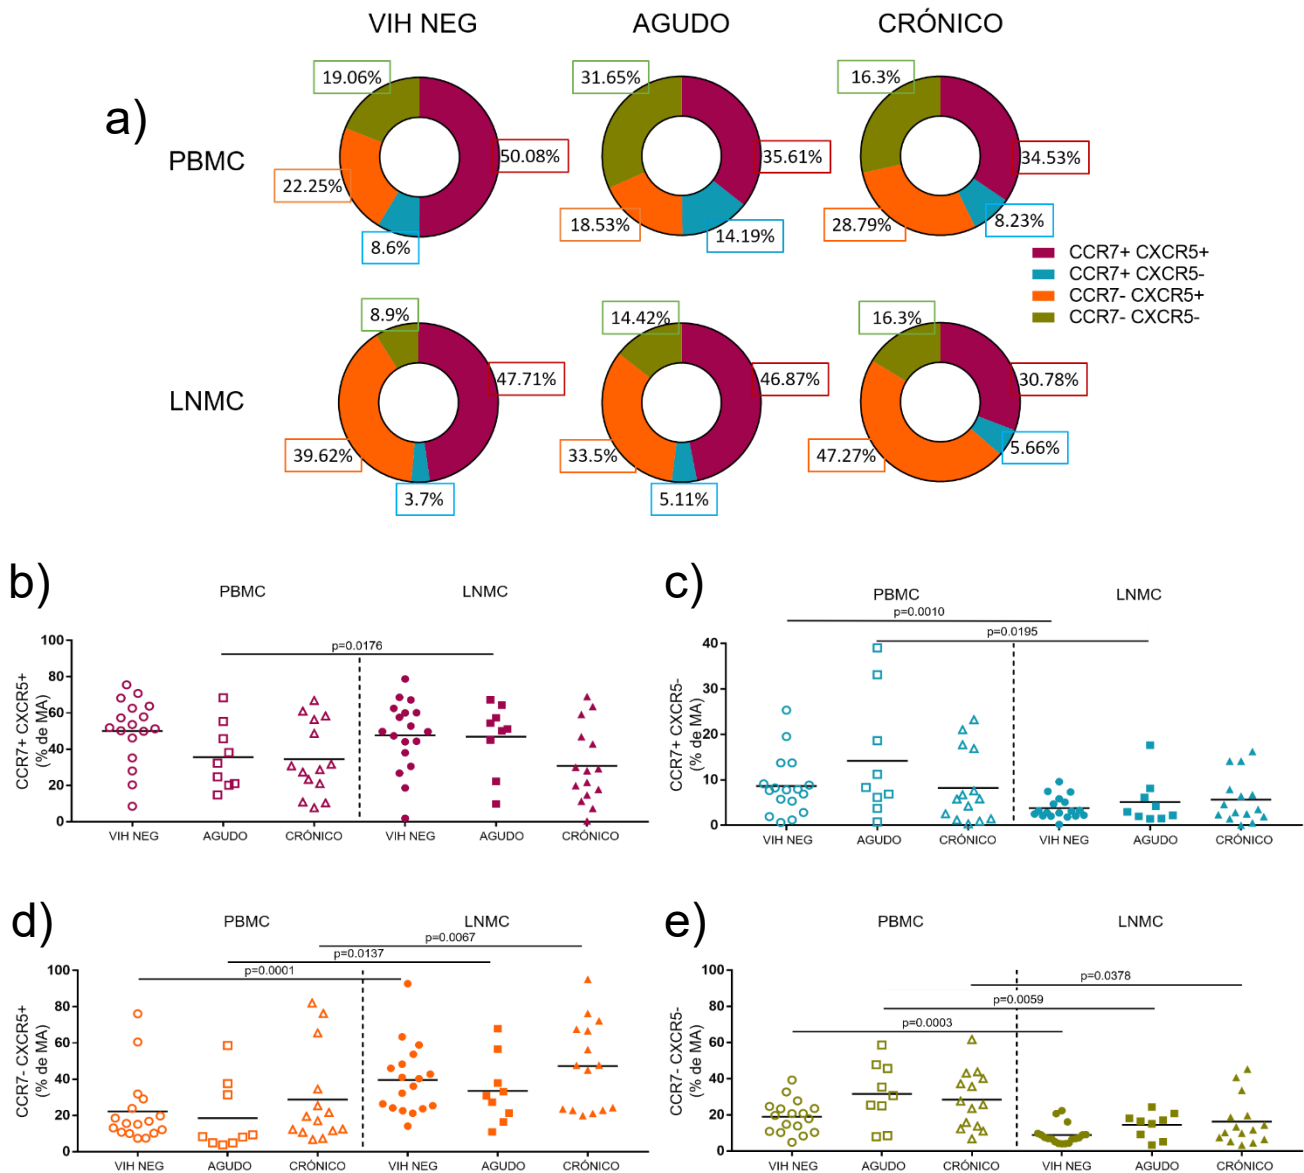 VIH NEG AGUDO CRÓNICO
a)
PBMC
19.06%
50.08%
22.25%
8.6%
31.65%
35.61%
18.53%
14.19%
16.3%
34.53%
28.79%
8.23%
CCR7+ CXCR5+
CCR7+ CXCR5-
CCR7- CXCR5+
CCR7- CXCR5-
LNMC
8.9%
47.71%
39.62%
3.7%
14.42%
46.87%
33.5%
5.11%
16.3%
30.78%
47.27%
5.66%
b)
PBMC LNMC
p=0.0176
CCR7+ CXCR5+
(% de MA)
100
80
60
40
20
0
VIH NEG AGUDO CRÓNICO VIH NEG AGUDO CRÓNICO
c)
PBMC LNMC
p=0.0010
p=0.0195
CCR7+ CXCR5-
(% de MA)
40
30
20
10
0
VIH NEG AGUDO CRÓNICO VIH NEG AGUDO CRÓNICO
d)
PBMC LNMC
p=0.0067
p=0.0137
p=0.0001
CCR7- CXCR5+
(% de MA)
100
80
60
40
20
0
VIH NEG AGUDO CRÓNICO VIH NEG AGUDO CRÓNICO
e)
PBMC LNMC
p=0.0378
p=0.0059
p=0.0003
CCR7- CXCR5-
(% de MA)
100
80
60
40
20
0
VIH NEG AGUDO CRÓNICO VIH NEG AGUDO CRÓNICO